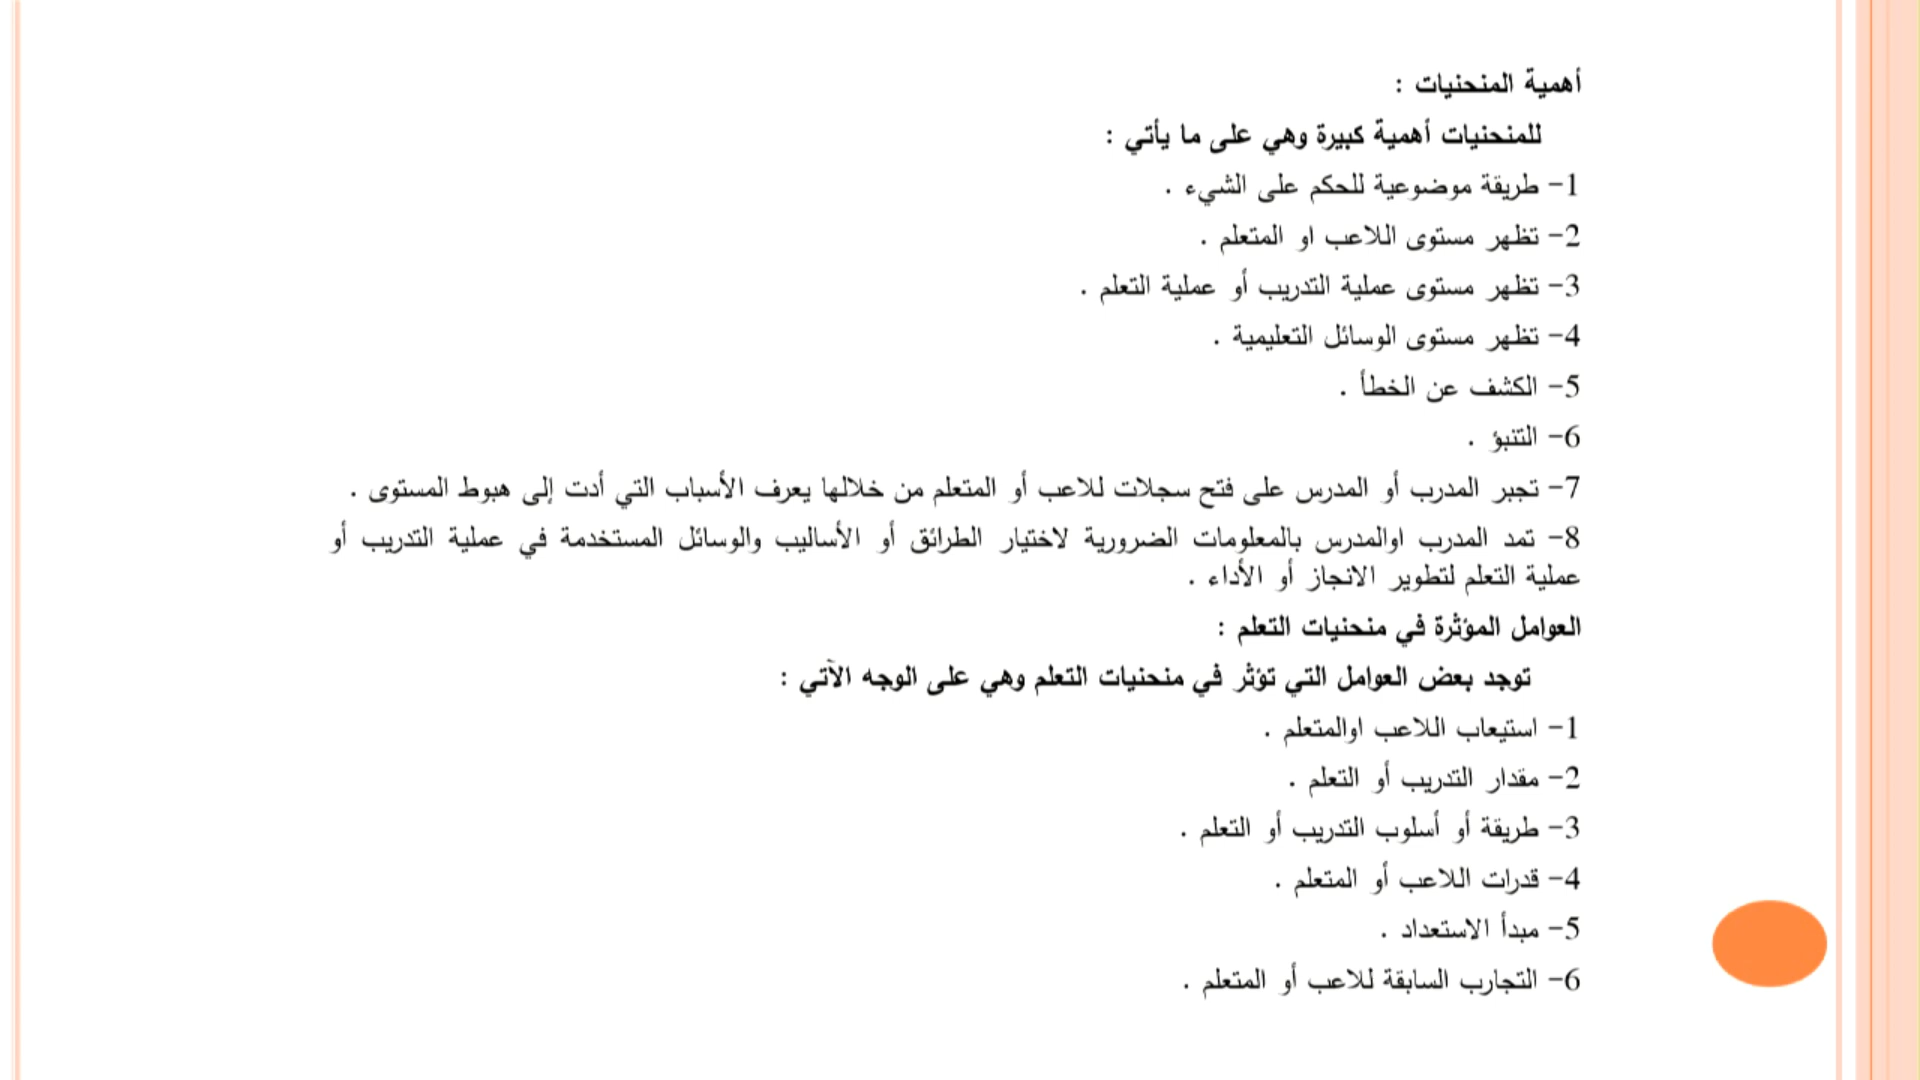 أهمية المنحنيات :
للمنحنيات أهمية كبيرة وهي على ما يأتي :
1- طريقة موضوعية للحكم على الشيء .
2- تظهر مستوى اللاعب او المتعلم .
3- تظهر مستوى عملية التدريب أو عملية التعلم .
4- تظهر مستوى الوسائل التعليمية .
5- الكشف عن الخطأ .
6- التنبؤ .
7- تجبر المدرب أو المدرس على فتح سجلات للاعب أو المتعلم من خلالها يعرف الأسباب التي أدت إلى هبوط المستوى .
8- تمد المدرب اوالمدرس بالمعلومات الضرورية لاختيار الطرائق أو الأساليب والوسائل المستخدمة في عملية التدريب أو
عملية التعلم لتطوير الانجاز أو الأداء .
العوامل المؤثرة في منحنيات التعلم :
توجد بعض العوامل التي تؤثر في منحنيات التعلم وهي على الوجه الآتي :
1- استيعاب اللاعب اوالمتعلم .
2- مقدار التدريب أو التعلم .
3- طريقة أو أسلوب التدريب أو التعلم .
4- قدرات اللاعب أو المتعلم .
5- مبدأ الاستعداد .
6- التجارب السابقة للاعب أو المتعلم .